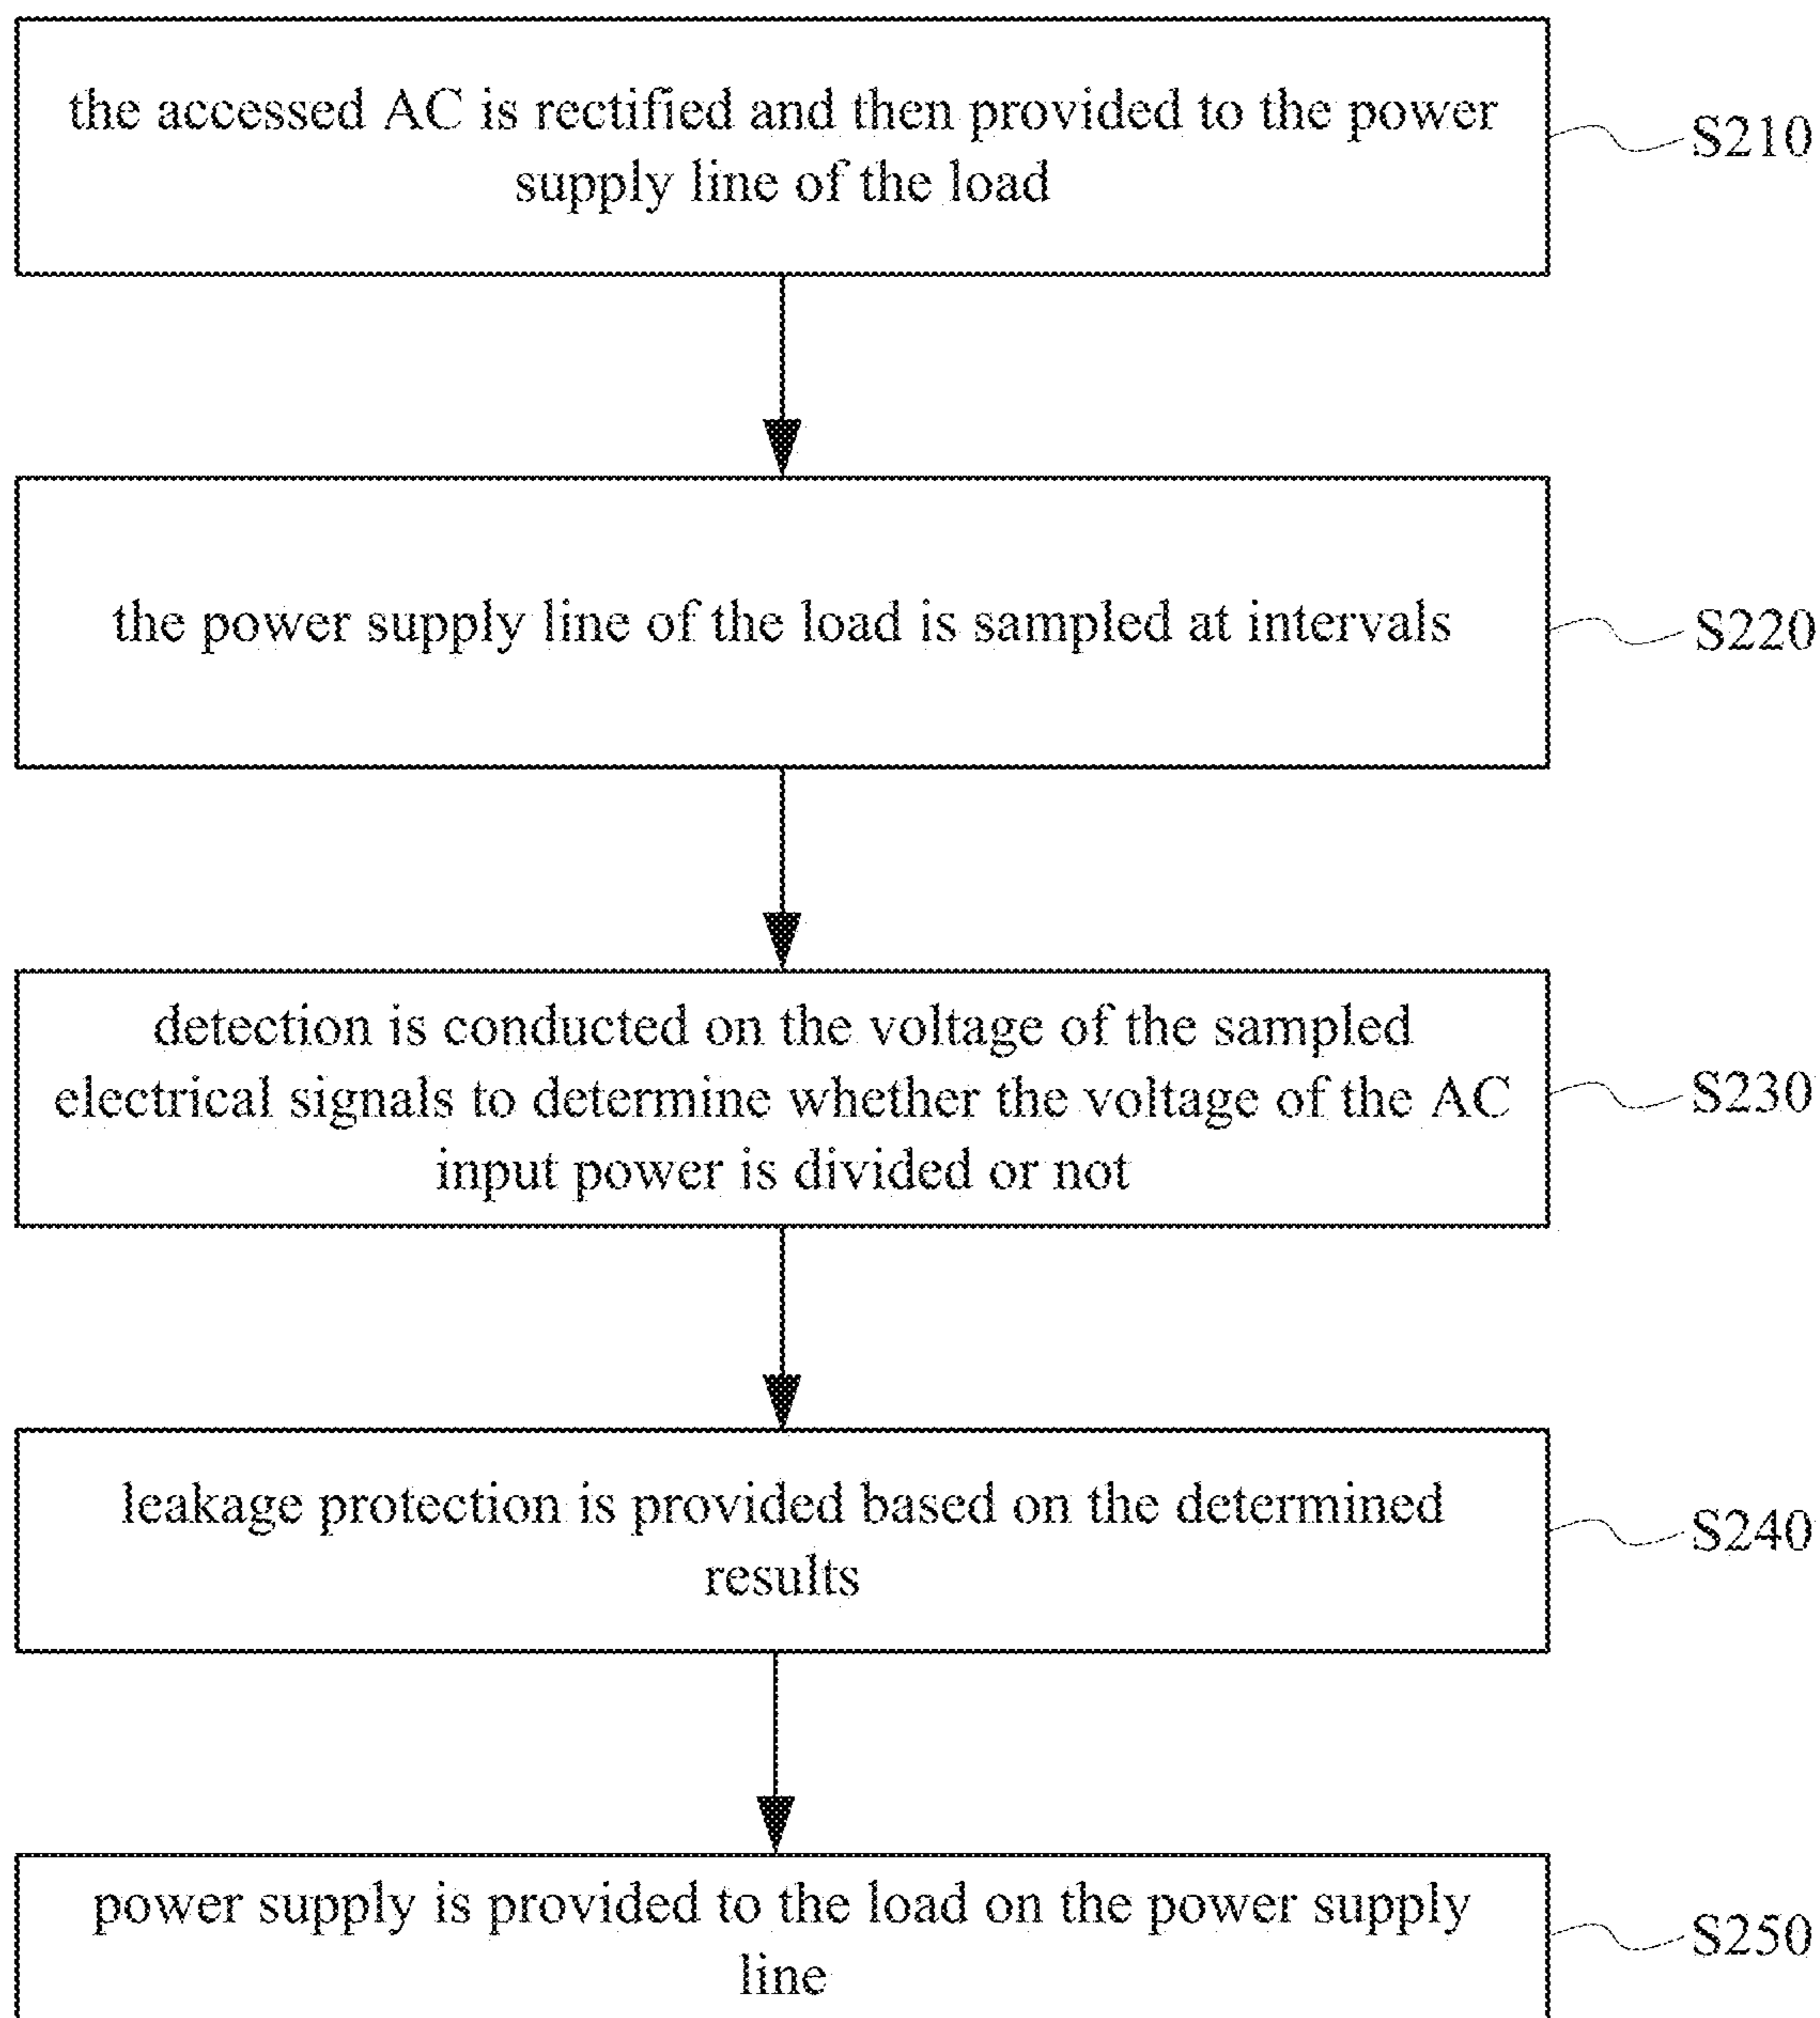 the accessed AC is rectified and then provided to the power
supply line of the load
S210
the power supply line of the load is sampled at intervals
S220
detection is conducted on the voltage of the sampled
electrical signals to determine whether the voltage of the AC
input power is divided or not
S230
leakage protection is provided based on the determined
results
S240
power supply is provided to the load on the power supply
line
S250